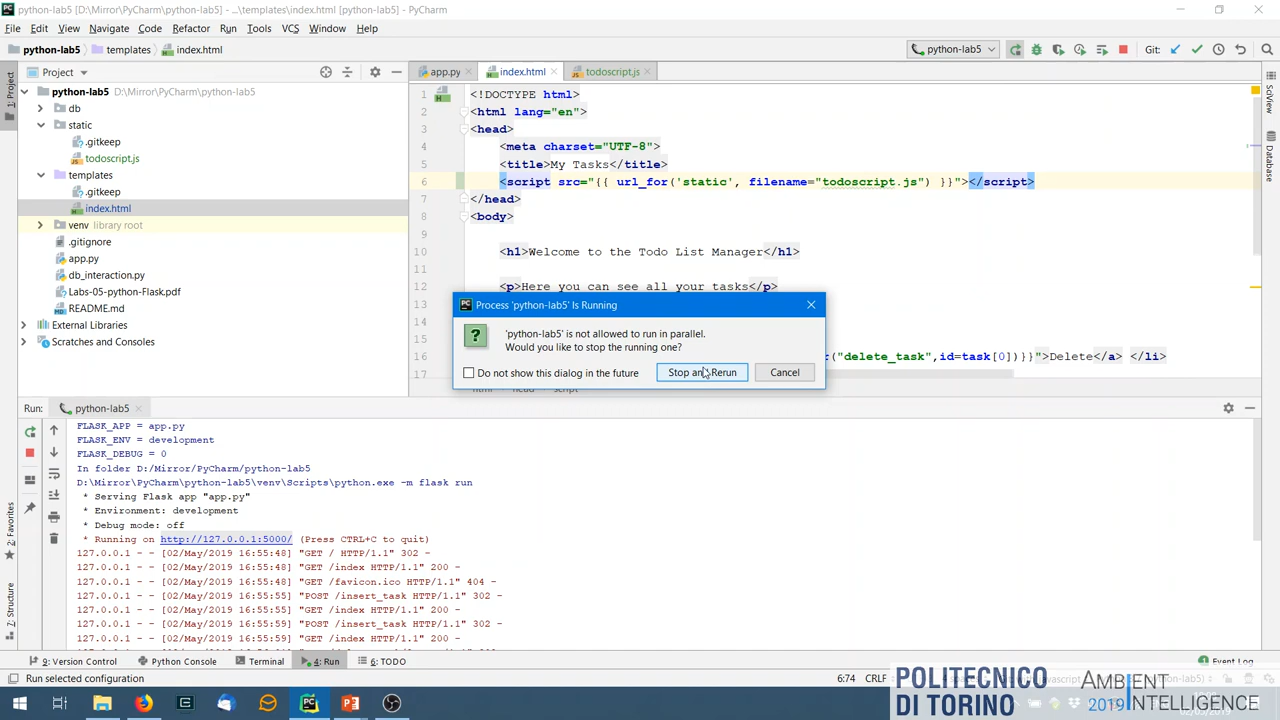 python-lab5 [D:\Mirror\PyCharm\python-lab5] - ...\templates\index.html (python-lab5) - PyCharm
File Edit View Navigate Code Refactor Run Tools VCS Window Help
python-lab5 templates index.html
python-lab5
Git:
Project
app.py index.html todoscript.js
1: Project
python-lab5 D:\Mirror\PyCharm\python-lab5
db
static
.gitkeep
todoscript.js
templates
.gitkeep
index.html
venv library root
.gitignore
app.py
db_interaction.py
Labs-05-python-Flask.pdf
README.md
External Libraries
Scratches and Consoles
1 <!DOCTYPE html>
2 <html lang="en">
3 <head>
4 <meta charset="UTF-8">
5 <title>My Tasks</title>
6 <script src="{{ url_for('static', filename="todoscript.js") }}"></script>
7 </head>
8 <body>
9
10 <h1>Welcome to the Todo List Manager</h1>
11
12 <p>Here you can see all your tasks</p>
13
14
15
16 r("delete_task",id=task[0])}}">Delete</a> </li>
17
SciView
Database
Process 'python-lab5' Is Running
'python-lab5' is not allowed to run in parallel.
Would you like to stop the running one?
Do not show this dialog in the future
Stop and Rerun
Cancel
html head script
Run: python-lab5
FLASK_APP = app.py
FLASK_ENV = development
FLASK_DEBUG = 0
In folder D:/Mirror/PyCharm/python-lab5
D:\Mirror\PyCharm\python-lab5\venv\Scripts\python.exe -m flask run
* Serving Flask app "app.py"
* Environment: development
* Debug mode: off
* Running on http://127.0.0.1:5000/ (Press CTRL+C to quit)
127.0.0.1 - - [02/May/2019 16:55:48] "GET / HTTP/1.1" 302 -
127.0.0.1 - - [02/May/2019 16:55:48] "GET /index HTTP/1.1" 200 -
127.0.0.1 - - [02/May/2019 16:55:48] "GET /favicon.ico HTTP/1.1" 404 -
127.0.0.1 - - [02/May/2019 16:55:55] "POST /insert_task HTTP/1.1" 302 -
127.0.0.1 - - [02/May/2019 16:55:55] "GET /index HTTP/1.1" 200 -
127.0.0.1 - - [02/May/2019 16:55:59] "POST /insert_task HTTP/1.1" 302 -
127.0.0.1 - - [02/May/2019 16:55:59] "GET /index HTTP/1.1" 200 -
2: Favorites
7: Structure
9: Version Control Python Console Terminal 4: Run 6: TODO Event Log
Run selected configuration
6:74 CRLF
POLITECNICO
DI TORINO
AMBIENT
2019 INTELLIGENCE